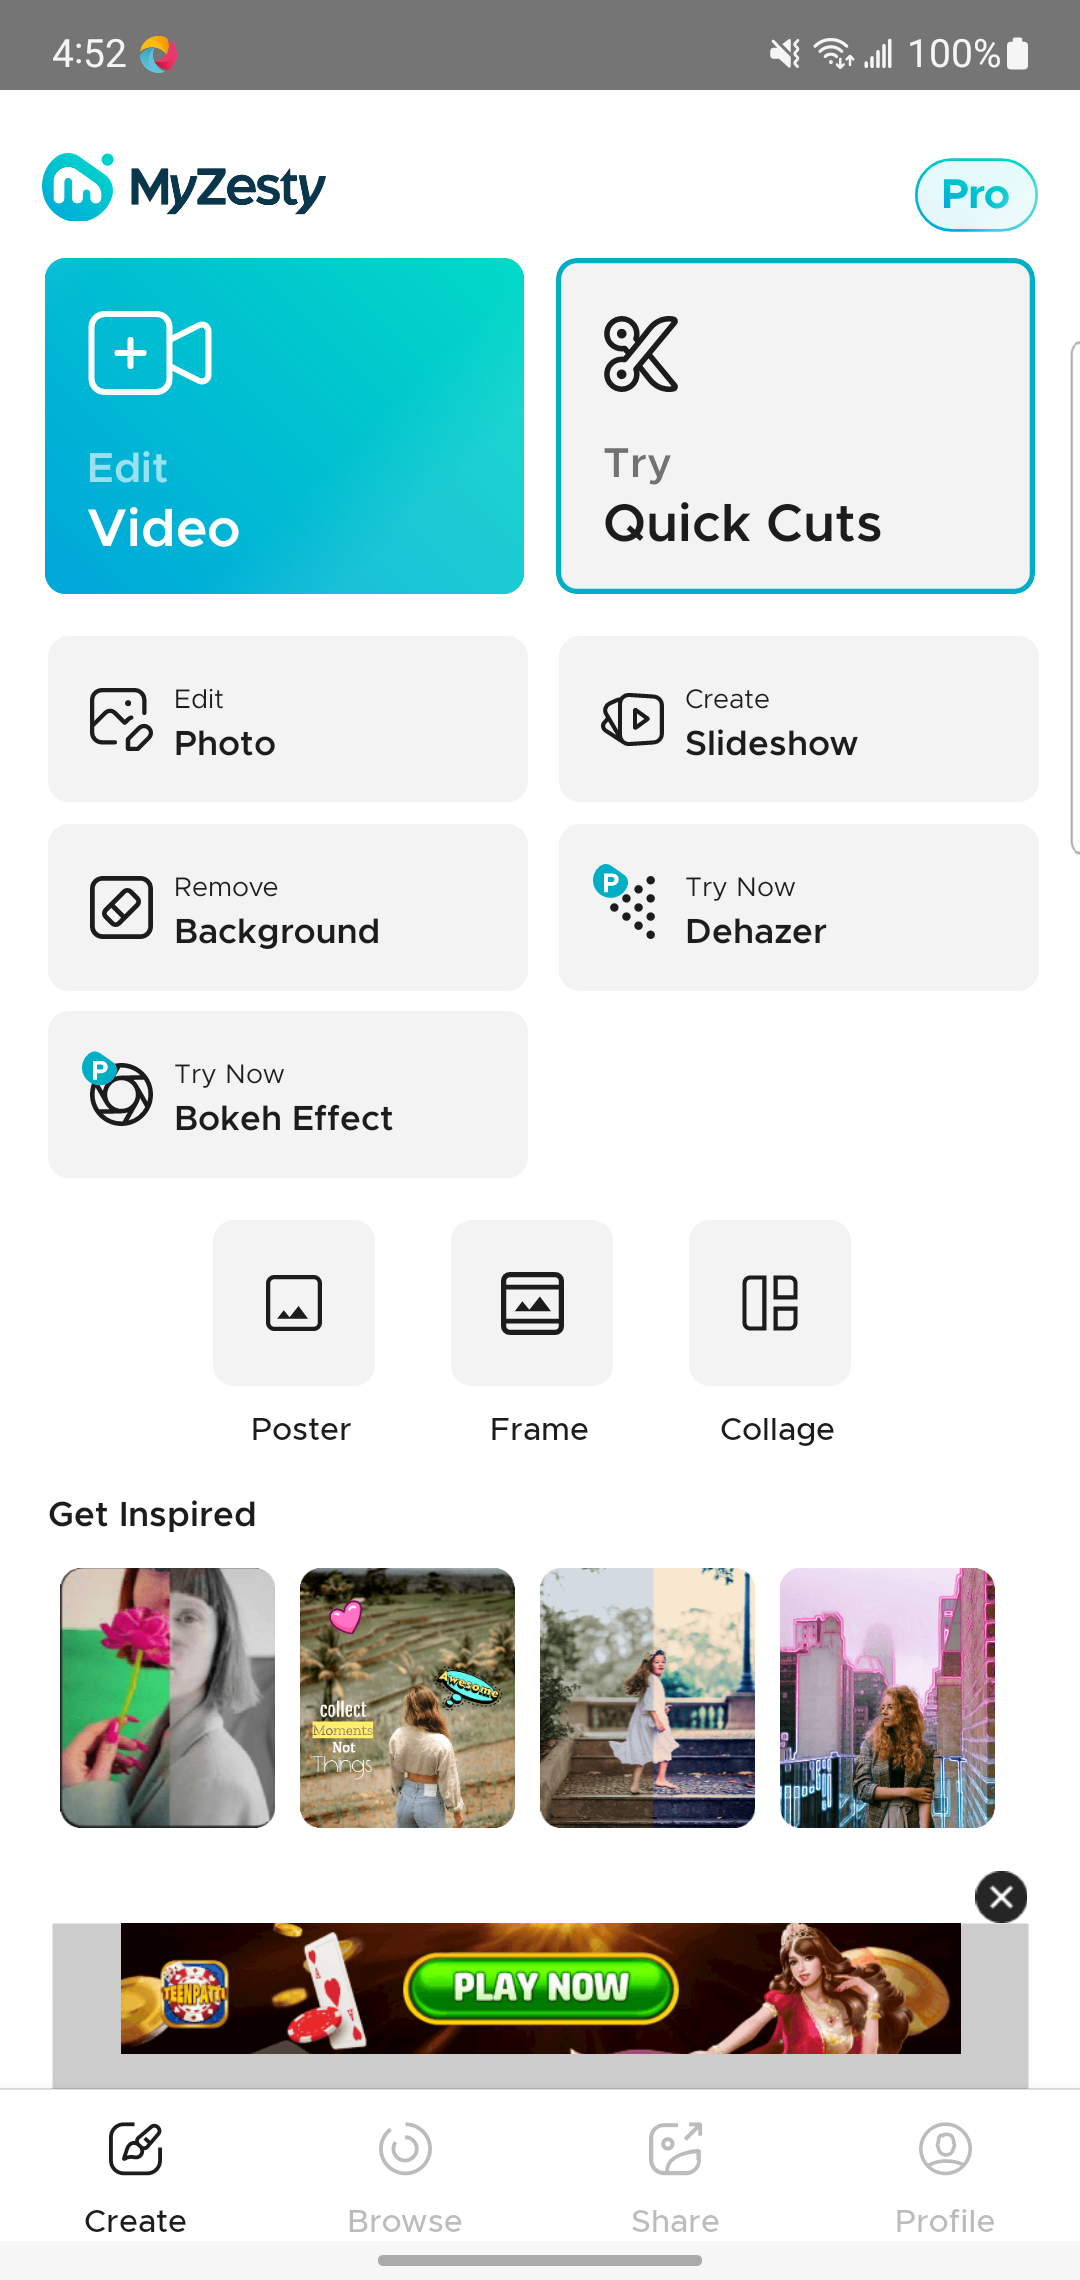 4:52
100%
MyZesty
Pro
Edit
Video
Try
Quick Cuts
Edit
Photo
Create
Slideshow
Remove
Background
P
Try Now
Dehazer
P
Try Now
Bokeh Effect
Poster
Frame
Collage
Get Inspired
Awesome
collect
Moments
Not
Things
TEENPATTI
A
PLAY NOW
Create
Browse
Share
Profile